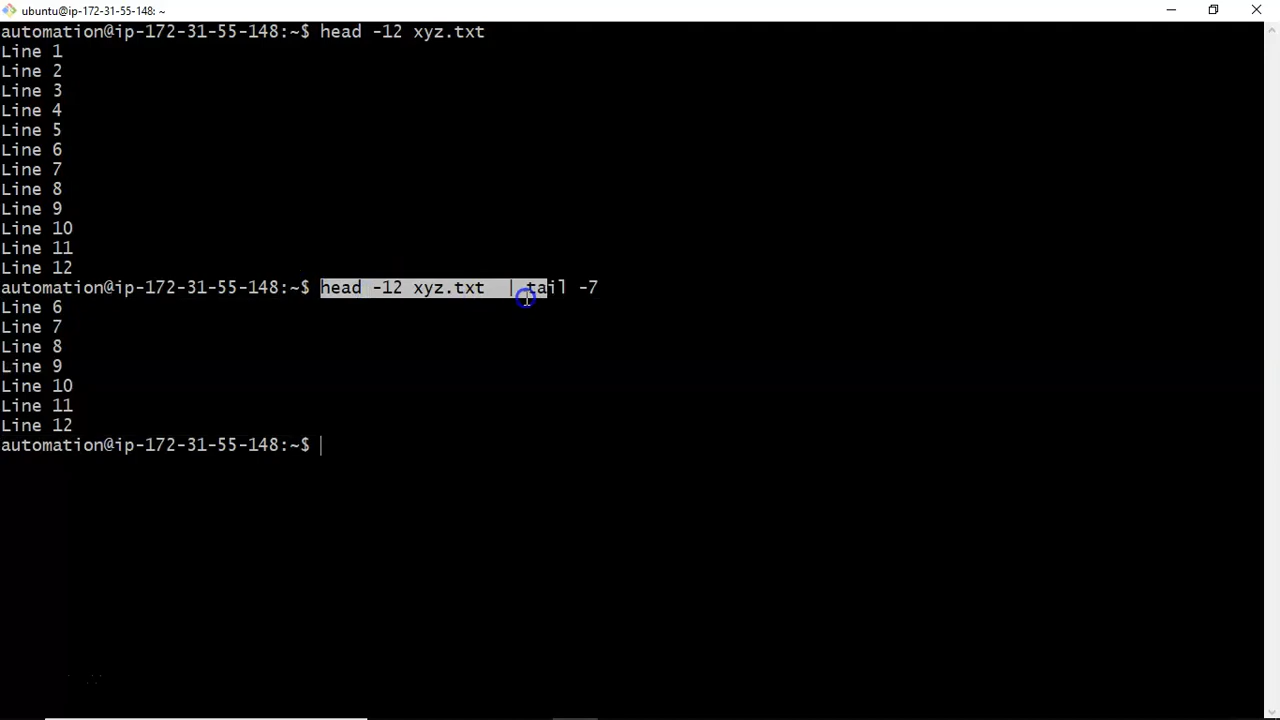 ubuntu@ip-172-31-55-148: ~
automation@ip-172-31-55-148:~$ head -12 xyz.txt
Line 1
Line 2
Line 3
Line 4
Line 5
Line 6
Line 7
Line 8
Line 9
Line 10
Line 11
Line 12
automation@ip-172-31-55-148:~$ head -12 xyz.txt  | tail -7
Line 6
Line 7
Line 8
Line 9
Line 10
Line 11
Line 12
automation@ip-172-31-55-148:~$